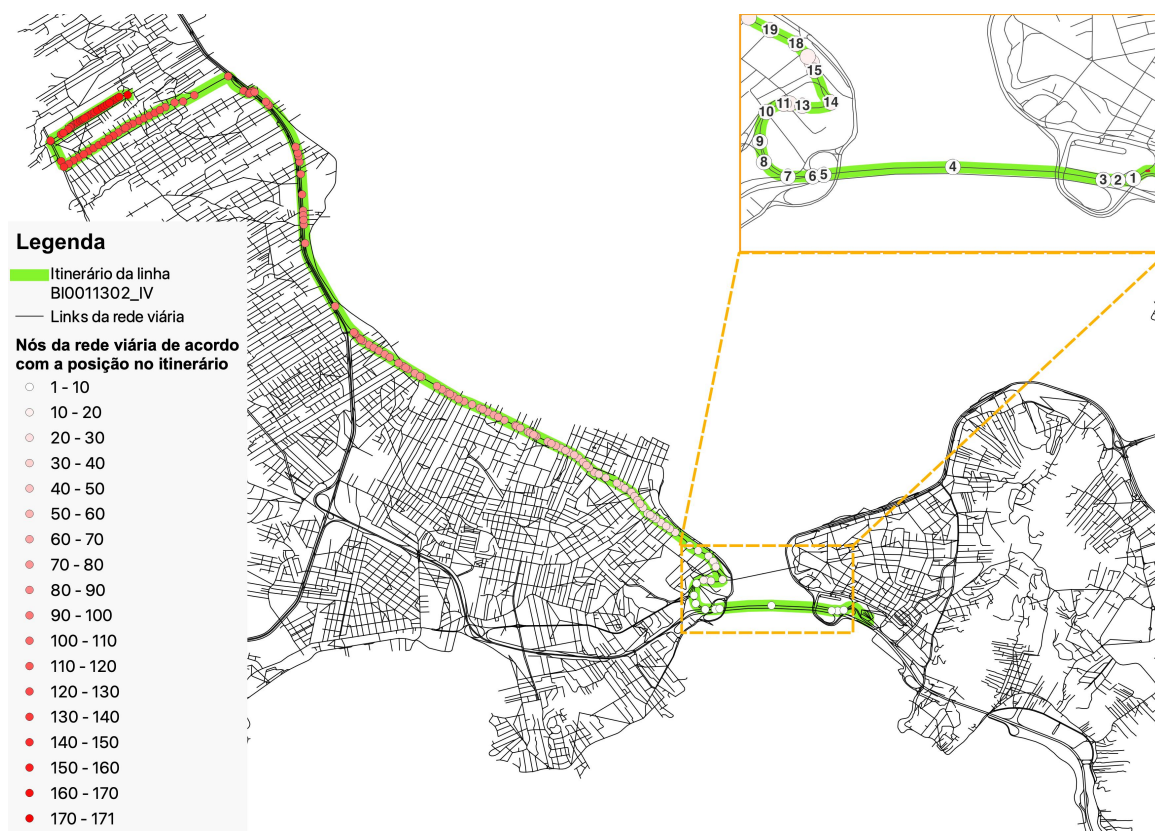 19
18
15
11
13
14
10
9
8
7
6
5
4
3
2
1
Legenda
Itinerário da linha
BI0011302_IV
Links da rede viária
Nós da rede viária de acordo
com a posição no itinerário
1 - 10
10 - 20
20 - 30
30 - 40
40 - 50
50 - 60
60 - 70
70 - 80
80 - 90
90 - 100
100 - 110
110 - 120
120 - 130
130 - 140
140 - 150
150 - 160
160 - 170
170 - 171